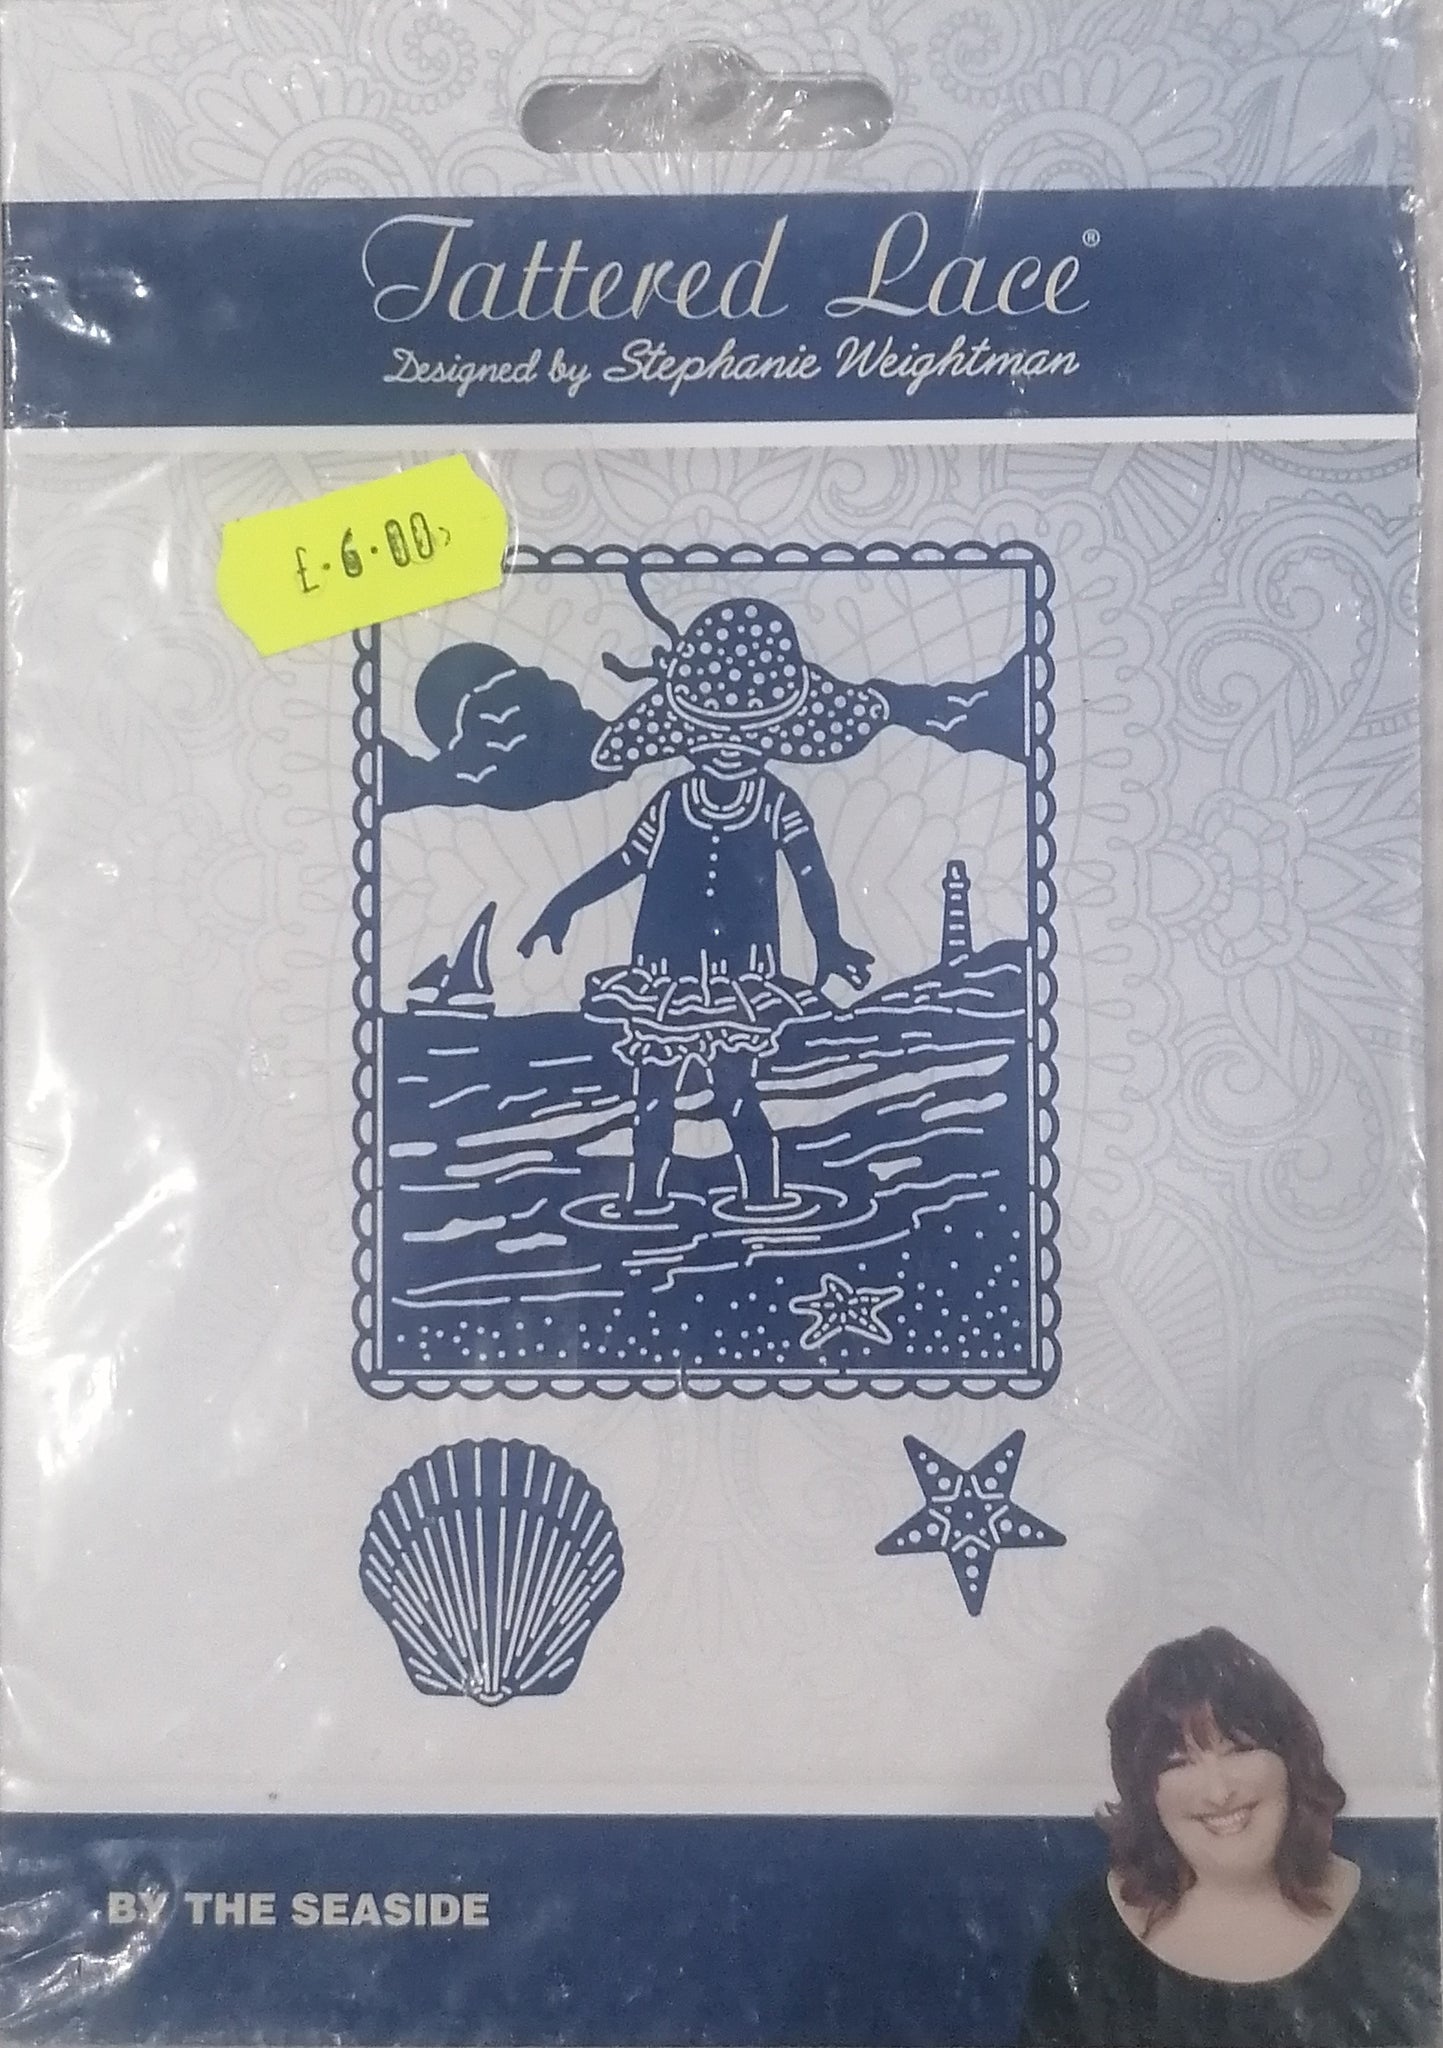 Tattered Lace®
Designed by Stephanie Weightman
£.6.00
BY THE SEASIDE